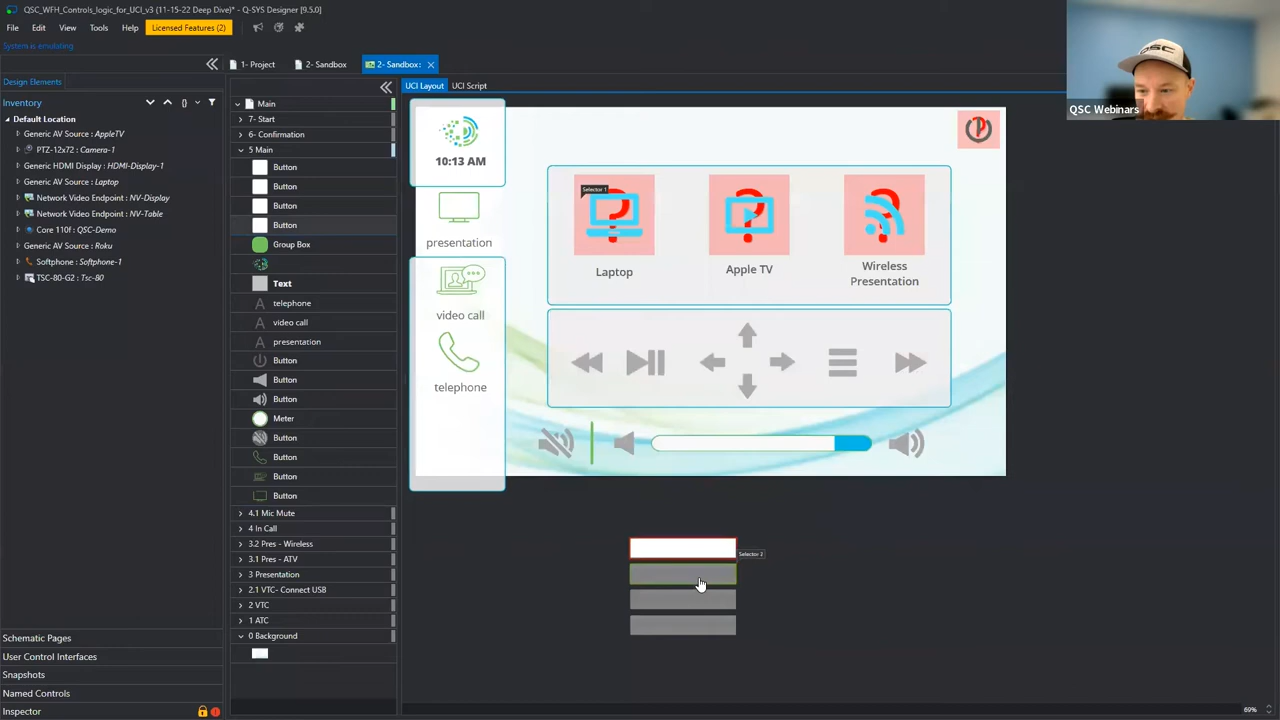 QSC_WFH_Controls_logic_for_UCI_v3 (11-15-22 Deep Dive)* - Q-SYS Designer [9.5.0]
File Edit View Tools Help Licensed Features (2)
System is emulating
1- Project 2- Sandbox 2- Sandbox:
Design Elements
UCI Layout UCI Script
QSC
QSC Webinars
Inventory
Default Location
Generic AV Source : AppleTV
PTZ-12x72 : Camera-1
Generic HDMI Display : HDMI-Display-1
Generic AV Source : Laptop
Network Video Endpoint : NV-Display
Network Video Endpoint : NV-Table
Core 110f : QSC-Demo
Generic AV Source : Roku
Softphone : Softphone-1
TSC-80-G2 : Tsc-80
Schematic Pages
User Control Interfaces
Snapshots
Named Controls
Inspector
Main
7- Start
6- Confirmation
5 Main
Button
Button
Button
Button
Group Box
Text
telephone
video call
presentation
Button
Button
Button
Meter
Button
Button
Button
Button
4.1 Mic Mute
4 In Call
3.2 Pres - Wireless
3.1 Pres - ATV
3 Presentation
2.1 VTC- Connect USB
2 VTC
1 ATC
0 Background
10:13 AM
presentation
video call
telephone
Selector 1
Laptop
Apple TV
Wireless
Presentation
Selector 2
69%